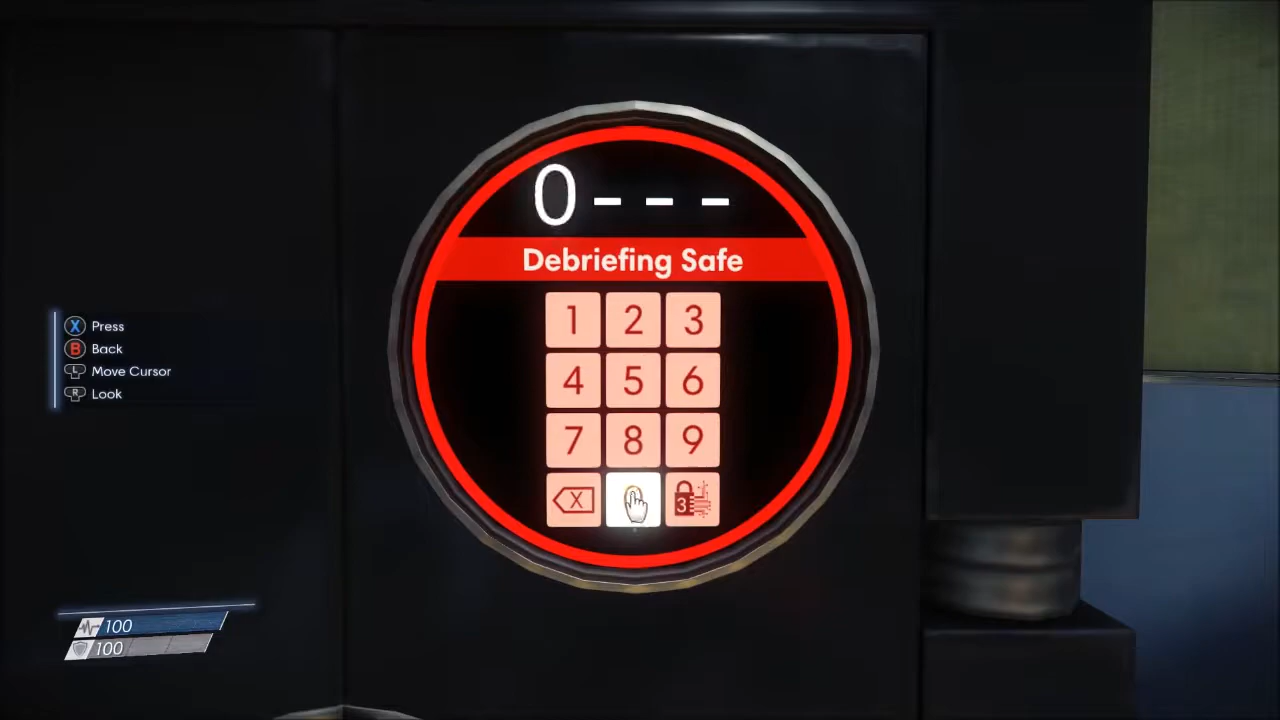 0 - - -
Debriefing Safe
1 2 3
4 5 6
7 8 9
X
3
X Press
B Back
L Move Cursor
R Look
100
100